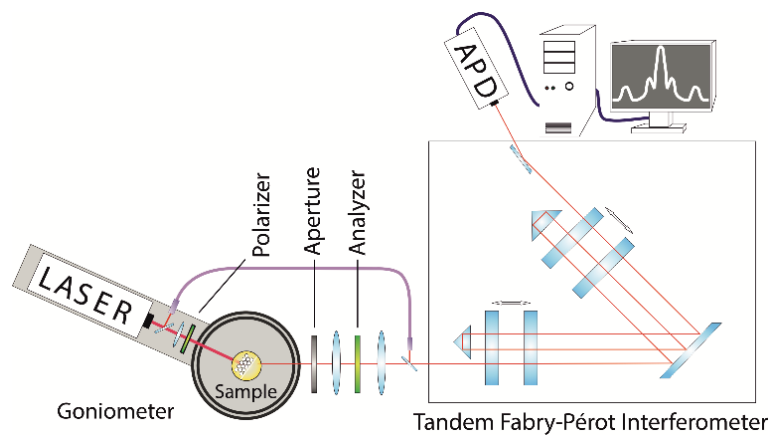 APD
LASER
Polarizer
Aperture
Analyzer
Sample
Goniometer
Tandem Fabry-Pérot Interferometer